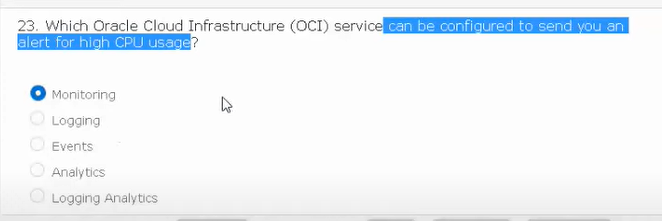 23. Which Oracle Cloud Infrastructure (OCI) service can be configured to send you an
alert for high CPU usage?
Monitoring
Logging
Events
Analytics
Logging Analytics